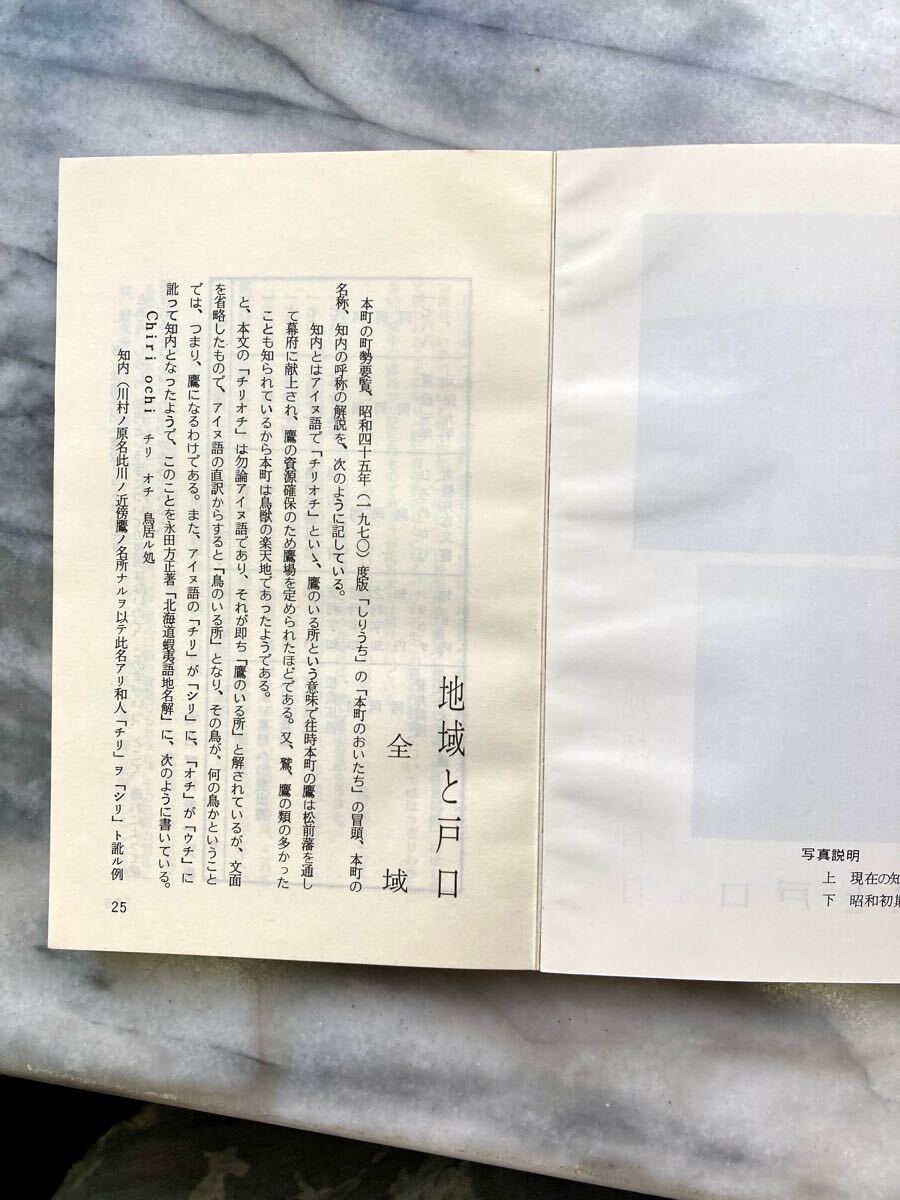 写真説明
上　現在の知
下　昭和初期
地域と戸口
全域
本町の町勢要覧、昭和四十五年（一九七〇）度版「しりうち」の「本町のおいたち」の冒頭、本町の
名称、知内の呼称の解説を、次のように記している。
知内とはアイヌ語で「チリオチ」といゝ、鷹のいる所という意味で往時本町の鷹は松前藩を通し
て幕府に献上され、鷹の資源確保のため鷹場を定められたほどである。又、鷲、鷹の類の多かった
ことも知られているから本町は鳥獣の楽天地であったようである。
と、本文の「チリオチ」は勿論アイヌ語であり、それが即ち「鷹のいる所」と解されているが、文面
を省略したもので、アイヌ語の直訳からすると「鳥のいる所」となり、その鳥が、何の鳥かということ
では、つまり、鷹になるわけである。また、アイヌ語の「チリ」が「シリ」に、「オチ」が「ウチ」に
訛って知内となったようで、このことを永田方正著「北海道蝦夷語地名解」に、次のように書いている。
Chiri ochi　チリ　オチ　鳥居ル処
知内（川村ノ原名此川ノ近傍鷹ノ名所ナルヲ以テ此名アリ和人「チリ」ヲ「シリ」ト訛ル例
25